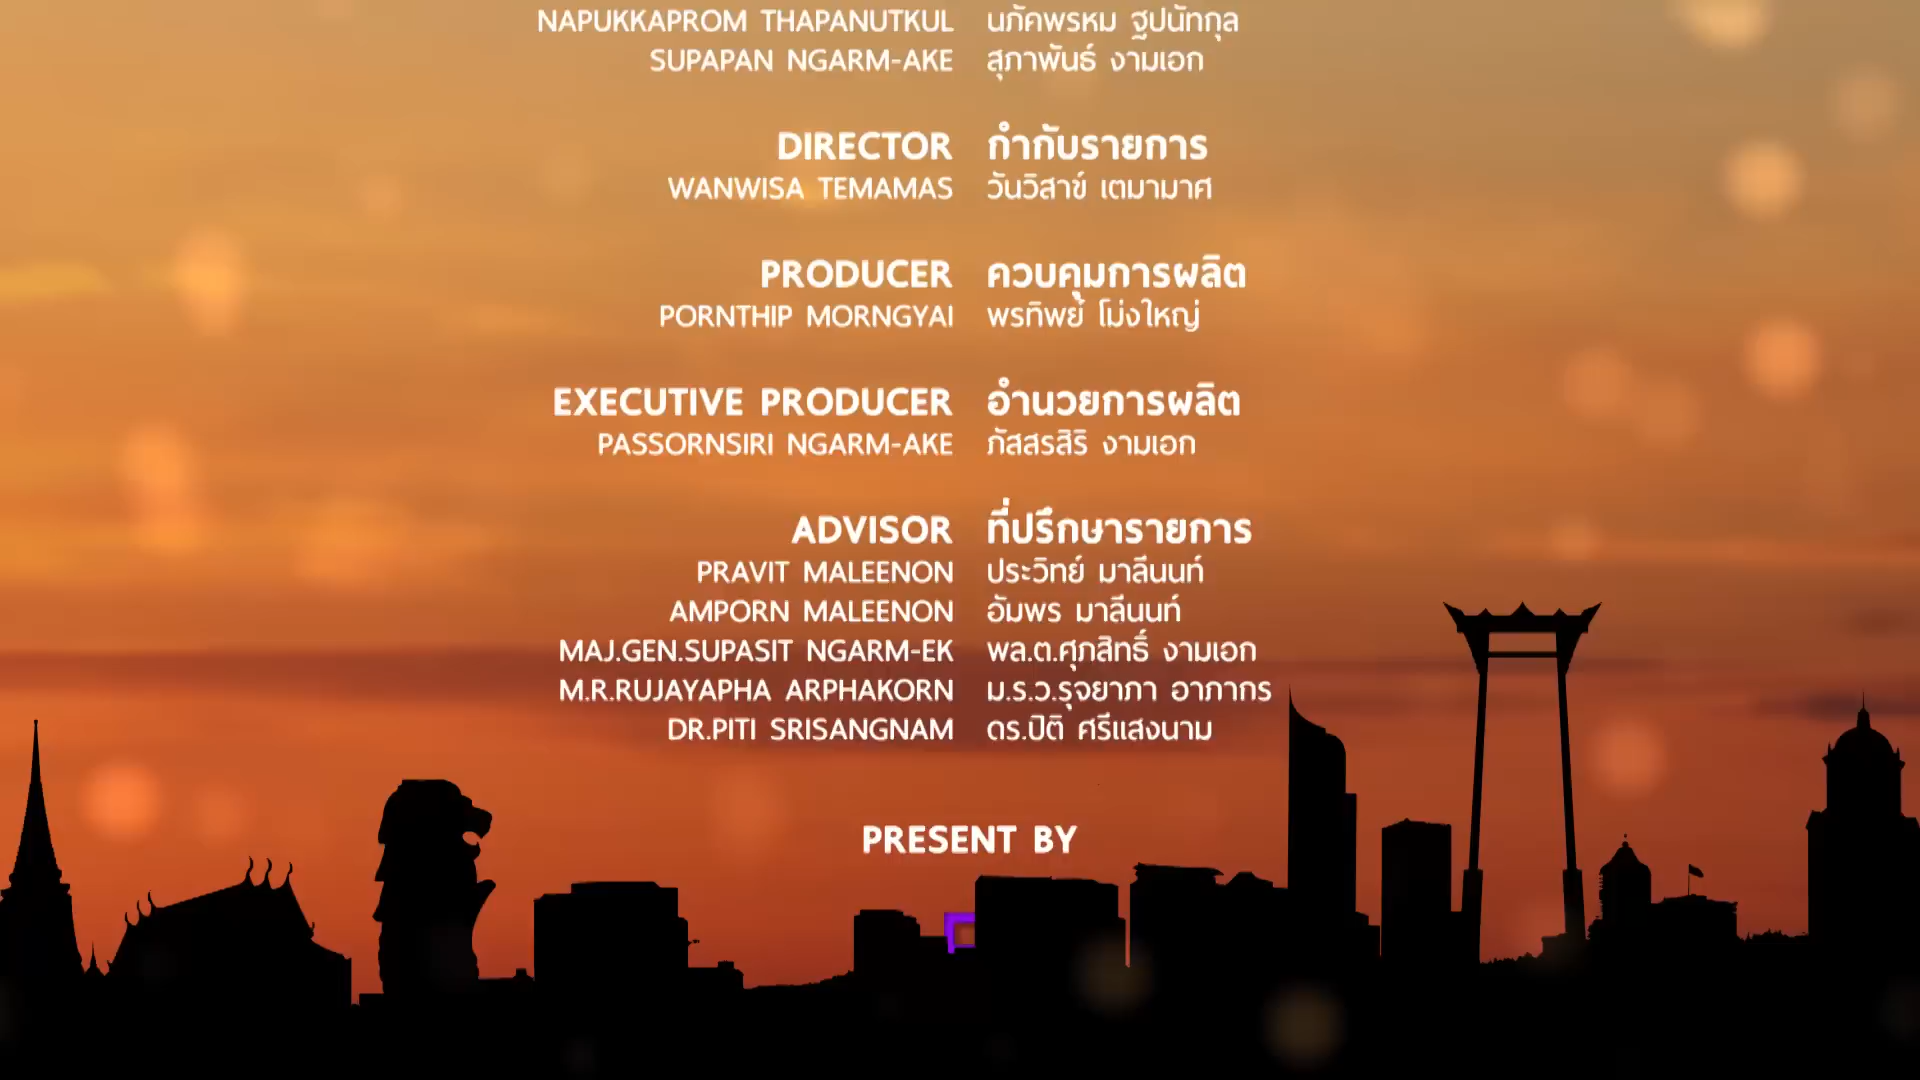 NAPUKKAPROM THAPANUTKUL นภัคพรหม ฐปนัทกุล
SUPAPAN NGARM-AKE สุภาพันธ์ งามเอก
DIRECTOR กำกับรายการ
WANWISA TEMAMAS วันวิสาข์ เตมามาศ
PRODUCER ควบคุมการผลิต
PORNTHIP MORNGYAI พรทิพย์ โม่งใหญ่
EXECUTIVE PRODUCER อำนวยการผลิต
PASSORNSIRI NGARM-AKE ภัสสรสิริ งามเอก
ADVISOR ที่ปรึกษารายการ
PRAVIT MALEENON ประวิทย์ มาลีนนท์
AMPORN MALEENON อัมพร มาลีนนท์
MAJ.GEN.SUPASIT NGARM-EK พล.ต.ศุภสิทธิ์ งามเอก
M.R.RUJAYAPHA ARPHAKORN ม.ร.ว.รุจยาภา อาภากร
DR.PITI SRISANGNAM ดร.ปิติ ศรีแสงนาม
PRESENT BY